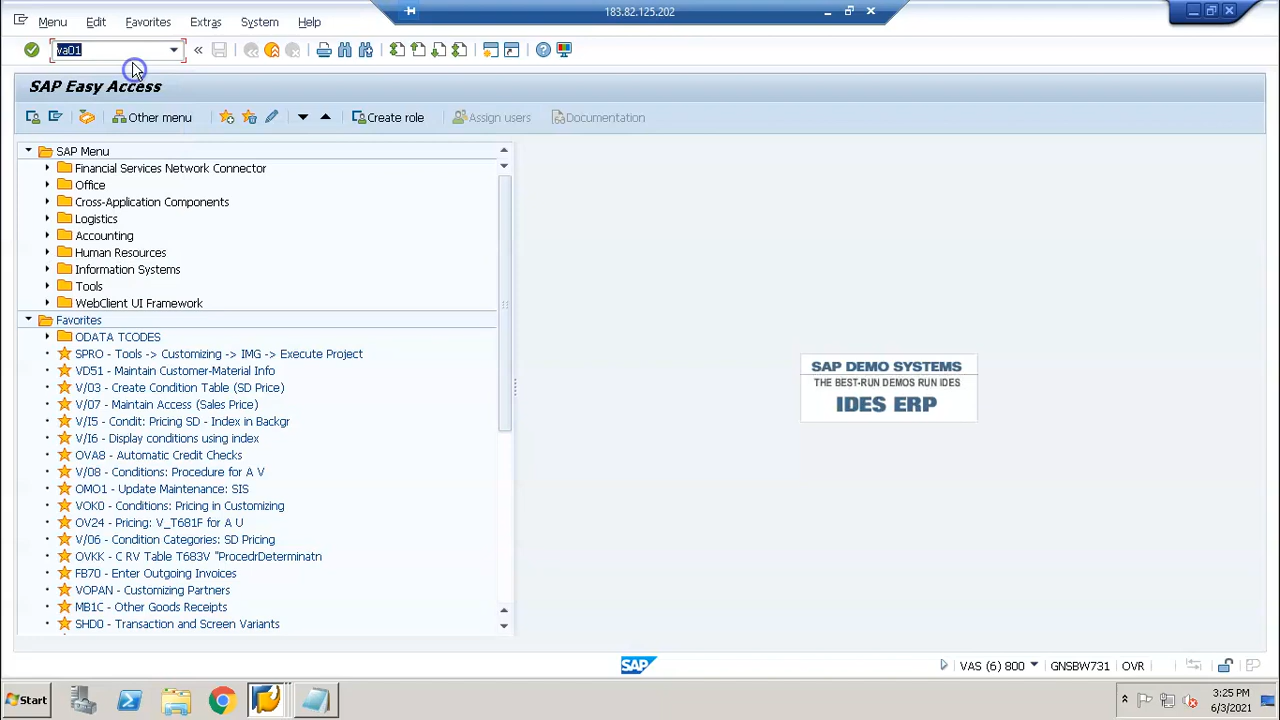 183.82.125.202
Menu Edit Favorites Extras System Help
va01
SAP Easy Access
Other menu Create role Assign users Documentation
SAP Menu
Financial Services Network Connector
Office
Cross-Application Components
Logistics
Accounting
Human Resources
Information Systems
Tools
WebClient UI Framework
Favorites
ODATA TCODES
SPRO - Tools -> Customizing -> IMG -> Execute Project
VD51 - Maintain Customer-Material Info
V/03 - Create Condition Table (SD Price)
V/07 - Maintain Access (Sales Price)
V/I5 - Condit: Pricing SD - Index in Backgr
V/I6 - Display conditions using index
OVA8 - Automatic Credit Checks
V/08 - Conditions: Procedure for A V
OMO1 - Update Maintenance: SIS
VOK0 - Conditions: Pricing in Customizing
OV24 - Pricing: V_T681F for A U
V/06 - Condition Categories: SD Pricing
OVKK - C RV Table T683V "ProcedrDeterminatn
FB70 - Enter Outgoing Invoices
VOPAN - Customizing Partners
MB1C - Other Goods Receipts
SHD0 - Transaction and Screen Variants
SAP DEMO SYSTEMS
THE BEST-RUN DEMOS RUN IDES
IDES ERP
SAP
VAS (6) 800 GNSBW731 OVR
Start
3:25 PM
6/3/2021